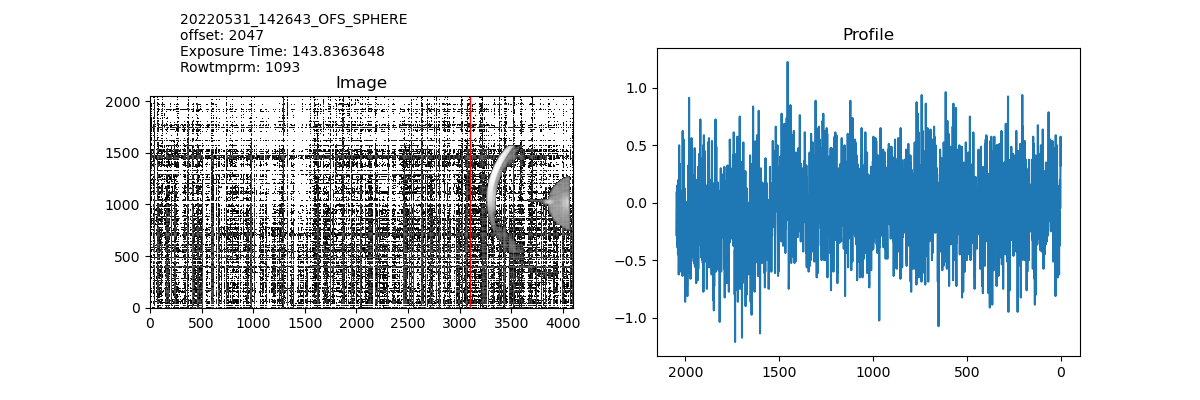 20220531_142643_OFS_SPHERE
offset: 2047
Exposure Time: 143.8363648
Rowtmprm: 1093
Image
2000
1500
1000
500
0
0 500 1000 1500 2000 2500 3000 3500 4000
Profile
1.0
0.5
0.0
−0.5
−1.0
2000 1500 1000 500 0